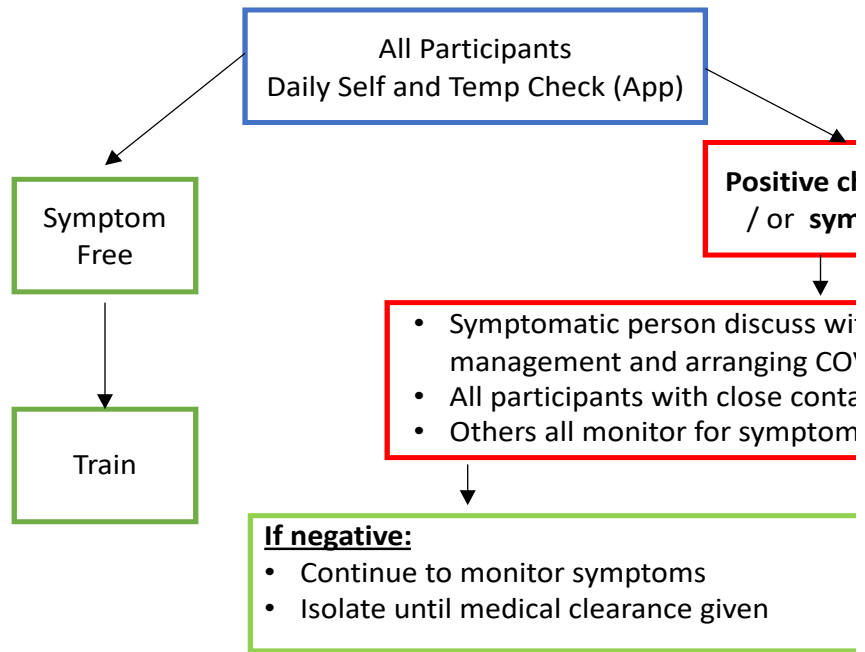 All Participants
Daily Self and Temp Check (App)
Symptom
Free
Positive
/ or
• Symptomatic person discuss
management and arranging
• All participants with close
• Others all monitor for
Train
If negative:
• Continue to monitor symptoms
• Isolate until medical clearance given